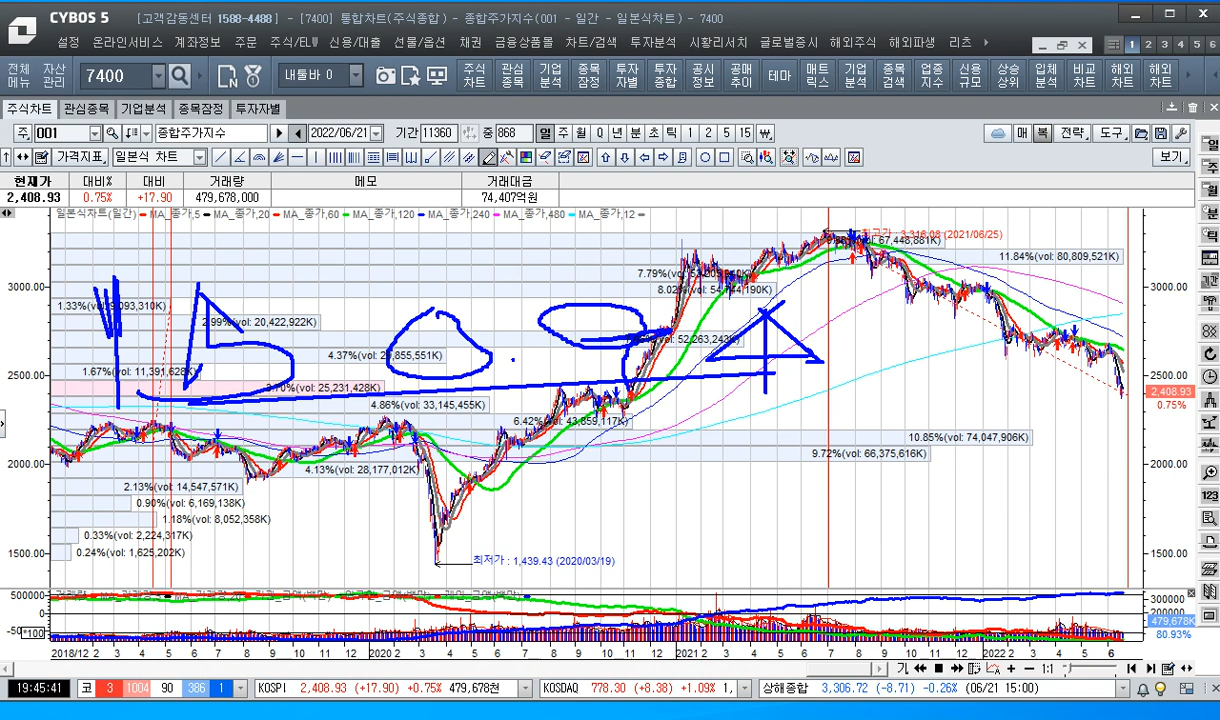 CYBOS 5 [고객감동센터 1588-4488] - [7400] 통합차트(주식종합) - 종합주가지수(001 - 일간 - 일본식차트) - 7400
설정 온라인서비스 계좌정보 주문 주식/ELW 신용/대출 선물/옵션 채권 금융상품몰 차트/검색 투자분석 시황리서치 글로벌증시 해외주식 해외파생 리츠 1 2 3 4 5 6
전체메뉴 자산관리 7400 내툴바 0 주식차트 관심종목 기업분석 종목잠정 투자자별 투자종합 공시정보 공매추이 테마 매트릭스 기업분석 종목검색 업종지수 신용규모 상승상위 입체분석 비교차트 해외차트 해외차트
주식차트 관심종목 기업분석 종목잠정 투자자별
주 001 종합주가지수 2022/06/21 기간 11360 중 868 일 주 월 Q 년 분 초 틱 1 2 5 15 매 복 전략 도구
가격지표 일본식 차트 보기
현재가 대비% 대비 거래량 메모 거래대금
2,408.93 0.75% +17.90 479,678,000 74,407억원
일본식차트(일간) MA_종가,5 MA_종가,20 MA_종가,60 MA_종가,120 MA_종가,240 MA_종가,480 MA_종가,12
3,316.08 (2021/06/25)
67,448,881K)
11.84%(vol: 80,809,521K)
7.79%(vol:
3000.00 8.02% 3000.00
1.33%(vol:
2.99%(vol: 20,422,922K)
52,263,243K)
4.37%(vol:
1.67%(vol: 11,391,628K)
2500.00 2500.00
25,231,428K) 2,408.93
4.86%(vol: 33,145,455K) 0.75%
6.42%(vol: 43,859,117K)
10.85%(vol: 74,047,906K)
9.72%(vol: 66,375,616K)
2000.00 4.13%(vol: 28,177,012K) 2000.00
2.13%(vol: 14,547,571K)
0.90%(vol: 6,169,138K)
1.18%(vol: 8,052,358K)
0.33%(vol: 2,224,317K)
1500.00 0.24%(vol: 1,625,202K) 1500.00
최저가 : 1,439.43 (2020/03/19)
500000 300000
0 200000
-50 *100 479,678K
80.93%
2018/12 2 3 4 5 6 7 8 9 10 11 12 2020 2 3 4 5 6 7 8 9 10 11 12 2021 2 3 4 5 6 7 8 9 10 12 2022 2 3 4 5 6
1:1
19:45:41 코 3 1004 90 386 1 KOSPI 2,408.93 (+17.90) +0.75% 479,678천 KOSDAQ 778.30 (+8.38) +1.09% 1, 상해종합 3,306.72 (-8.71) -0.26% (06/21 15:00)